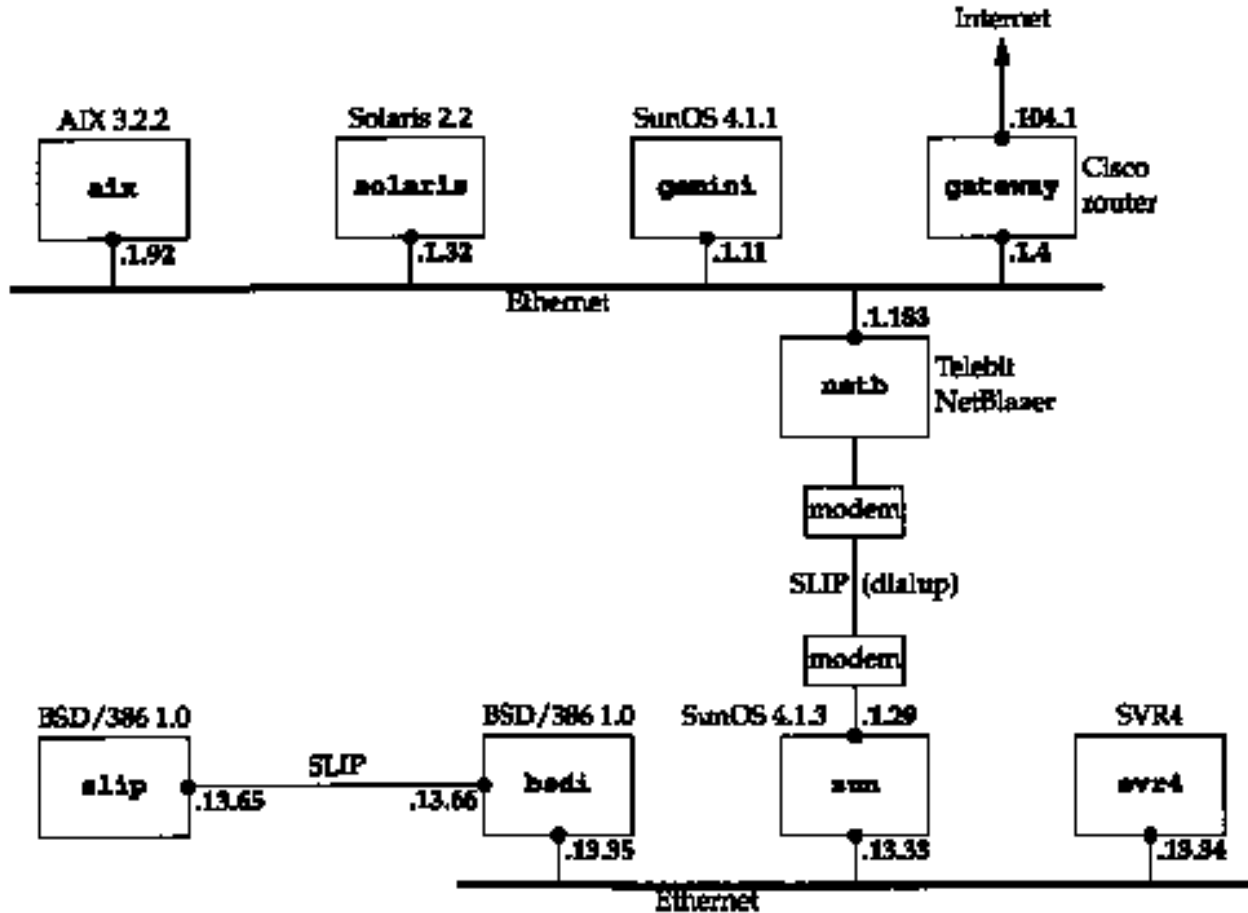 Internet
AIX 3.2.2
Solaris 2.2
SunOS 4.1.1
.104.1
aix
solaris
gemini
gateway
Cisco
router
.1.92
.1.32
.1.11
.1.4
Ethernet
.1.183
netb
Telebit
NetBlazer
modem
SLIP (dialup)
modem
BSD/386 1.0
BSD/386 1.0
SunOS 4.1.3
.1.29
SVR4
slip
SLIP
bsdi
sun
svr4
.13.65
.13.66
.13.35
.13.33
.13.34
Ethernet